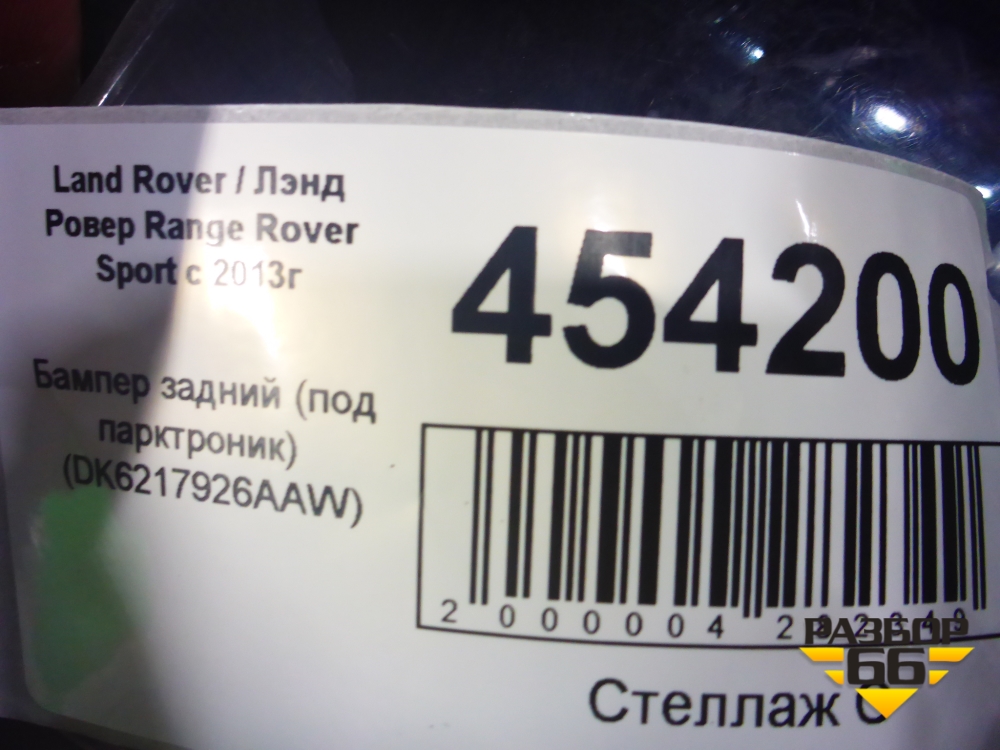 Land Rover / Лэнд
Ровер Range Rover
Sport с 2013г
454200
Бампер задний (под
парктроник)
(DK6217926AAW)
2 000004
Стеллаж
РАЗБОР
66